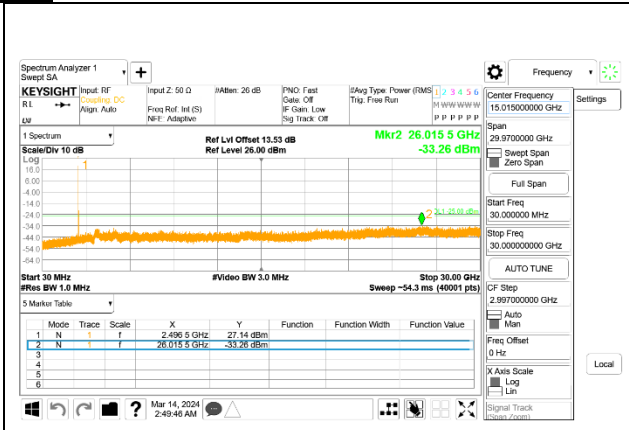 Spectrum Analyzer 1
Swept SA
+
Frequency
KEYSIGHT
RL
Input: RF
Coupling: DC
Align: Auto
Input Z: 50 Ω
Freq Ref: Int (S)
NFE: Adaptive
#Atten: 26 dB
PNO: Fast
Gate: Off
IF Gain: Low
Sig Track: Off
#Avg Type: Power (RMS
Trig: Free Run
1 2 3 4 5 6
M W W W W W
P P P P P P
1 Spectrum
Scale/Div 10 dB
Ref Lvl Offset 13.53 dB
Ref Level 26.00 dBm
Mkr2 26.015 5 GHz
-33.26 dBm
Log
16.0
6.00
-4.00
-14.0
-24.0
-34.0
-44.0
-54.0
-64.0
1
2
Start 30 MHz
#Res BW 1.0 MHz
#Video BW 3.0 MHz
Stop 30.00 GHz
Sweep ~54.3 ms (40001 pts)
5 Marker Table
Mode Trace Scale X Y Function Function Width Function Value
1 N 1 f 2.496 5 GHz 27.14 dBm
2 N 1 f 26.015 5 GHz -33.26 dBm
3
4
5
6
Mar 14, 2024
2:49:46 AM
Center Frequency
15.015000000 GHz
Span
29.9700000 GHz
Swept Span
Zero Span
Full Span
Start Freq
30.000000 MHz
Stop Freq
30.000000000 GHz
AUTO TUNE
CF Step
2.997000000 GHz
Auto
Man
Freq Offset
0 Hz
X Axis Scale
Log
Lin
Signal Track
(Span Zoom)
Settings
Local